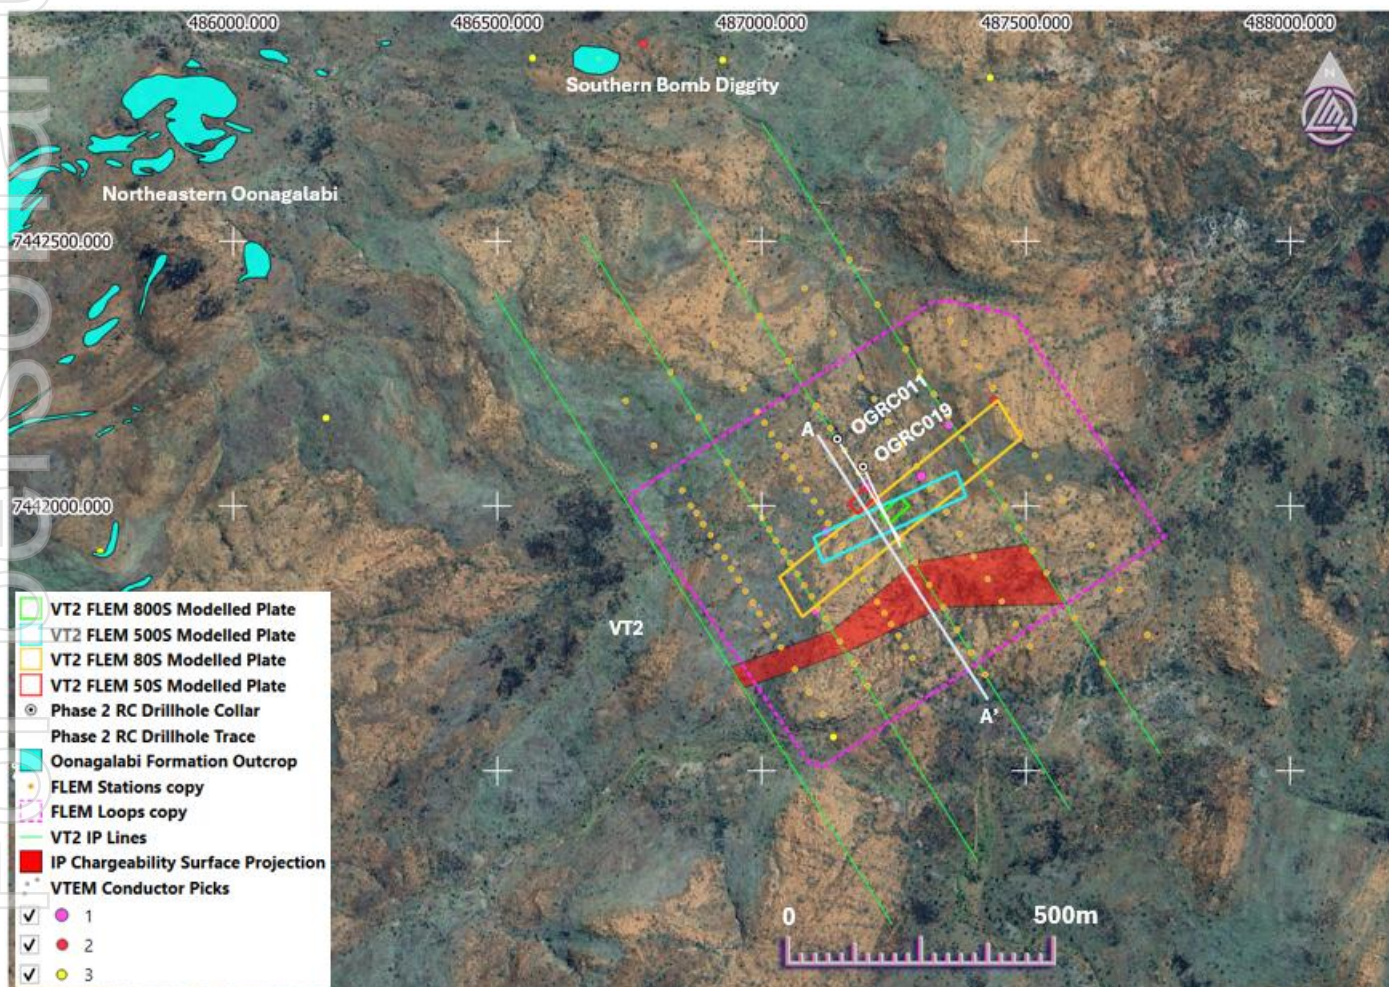 486000.000
486500.000
487000.000
487500.000
488000.000
Southern Bomb Diggity
N
Northeastern Oonagalabi
7442500.000
OGRC011
A
OGRC019
7442000.000
VT2
A'
VT2 FLEM 800S Modelled Plate
VT2 FLEM 500S Modelled Plate
VT2 FLEM 80S Modelled Plate
VT2 FLEM 50S Modelled Plate
Phase 2 RC Drillhole Collar
Phase 2 RC Drillhole Trace
Oonagalabi Formation Outcrop
FLEM Stations copy
FLEM Loops copy
VT2 IP Lines
IP Chargeability Surface Projection
VTEM Conductor Picks
1
2
3
0 500m